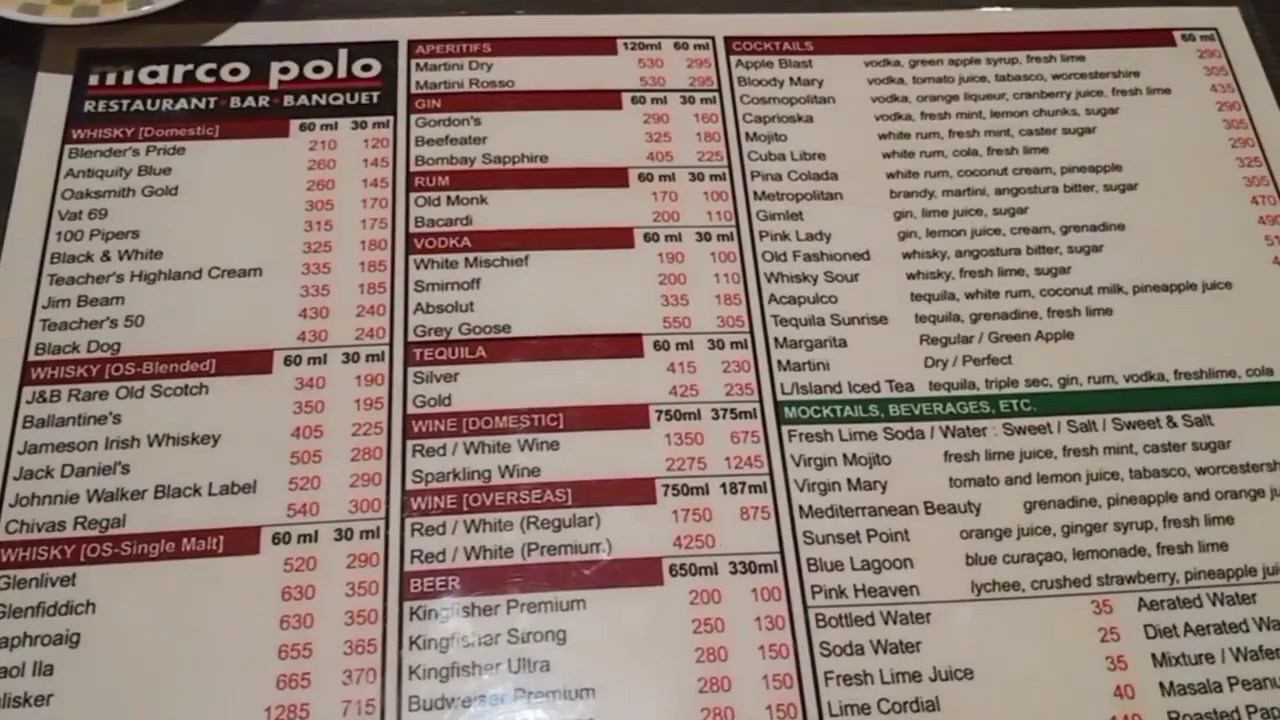 marco polo
RESTAURANT • BAR • BANQUET
WHISKY [Domestic] 60 ml 30 ml
Blender's Pride 210 120
Antiquity Blue 260 145
Oaksmith Gold 260 145
Vat 69 305 170
100 Pipers 315 175
Black & White 325 180
Teacher's Highland Cream 335 185
Jim Beam 335 185
Teacher's 50 430 240
Black Dog 430 240
WHISKY [OS-Blended] 60 ml 30 ml
J&B Rare Old Scotch 340 190
Ballantine's 350 195
Jameson Irish Whiskey 405 225
Jack Daniel's 505 280
Johnnie Walker Black Label 520 290
Chivas Regal 540 300
WHISKY [OS-Single Malt] 60 ml 30 ml
Glenlivet 520 290
Glenfiddich 630 350
aphroaig 630 350
aol Ila 655 365
lisker 665 370
1285 715
APERITIFS 120ml 60 ml
Martini Dry 530 295
Martini Rosso 530 295
GIN 60 ml 30 ml
Gordon's 290 160
Beefeater 325 180
Bombay Sapphire 405 225
RUM 60 ml 30 ml
Old Monk 170 100
Bacardi 200 110
VODKA 60 ml 30 ml
White Mischief 190 100
Smirnoff 200 110
Absolut 335 185
Grey Goose 550 305
TEQUILA 60 ml 30 ml
Silver 415 230
Gold 425 235
WINE [DOMESTIC] 750ml 375ml
Red / White Wine 1350 675
Sparkling Wine 2275 1245
WINE [OVERSEAS] 750ml 187ml
Red / White (Regular) 1750 875
Red / White (Premium) 4250
BEER 650ml 330ml
Kingfisher Premium 200 100
Kingfisher Strong 250 130
Kingfisher Ultra 280 150
Budweiser Premium 280 150
280 150
COCKTAILS 60 ml
Apple Blast vodka, green apple syrup, fresh lime 290
Bloody Mary vodka, tomato juice, tabasco, worcestershire 305
Cosmopolitan vodka, orange liqueur, cranberry juice, fresh lime 435
Caprioska vodka, fresh mint, lemon chunks, sugar 290
Mojito white rum, fresh mint, caster sugar 305
Cuba Libre white rum, cola, fresh lime 290
Pina Colada white rum, coconut cream, pineapple 325
Metropolitan brandy, martini, angostura bitter, sugar 305
Gimlet gin, lime juice, sugar 470
Pink Lady gin, lemon juice, cream, grenadine 490
Old Fashioned whisky, angostura bitter, sugar 51
Whisky Sour whisky, fresh lime, sugar 4
Acapulco tequila, white rum, coconut milk, pineapple juice
Tequila Sunrise tequila, grenadine, fresh lime
Margarita Regular / Green Apple
Martini Dry / Perfect
L/Island Iced Tea tequila, triple sec, gin, rum, vodka, freshlime, cola
MOCKTAILS, BEVERAGES, ETC.
Fresh Lime Soda / Water : Sweet / Salt / Sweet & Salt
Virgin Mojito fresh lime juice, fresh mint, caster sugar
Virgin Mary tomato and lemon juice, tabasco, worcestersh
Mediterranean Beauty grenadine, pineapple and orange ju
Sunset Point orange juice, ginger syrup, fresh lime
Blue Lagoon blue curaçao, lemonade, fresh lime
Pink Heaven lychee, crushed strawberry, pineapple jui
Bottled Water 35 Aerated Water
Soda Water 25 Diet Aerated Wa
Fresh Lime Juice 35 Mixture / Wafer
Lime Cordial 40 Masala Peanu
Roasted Pap